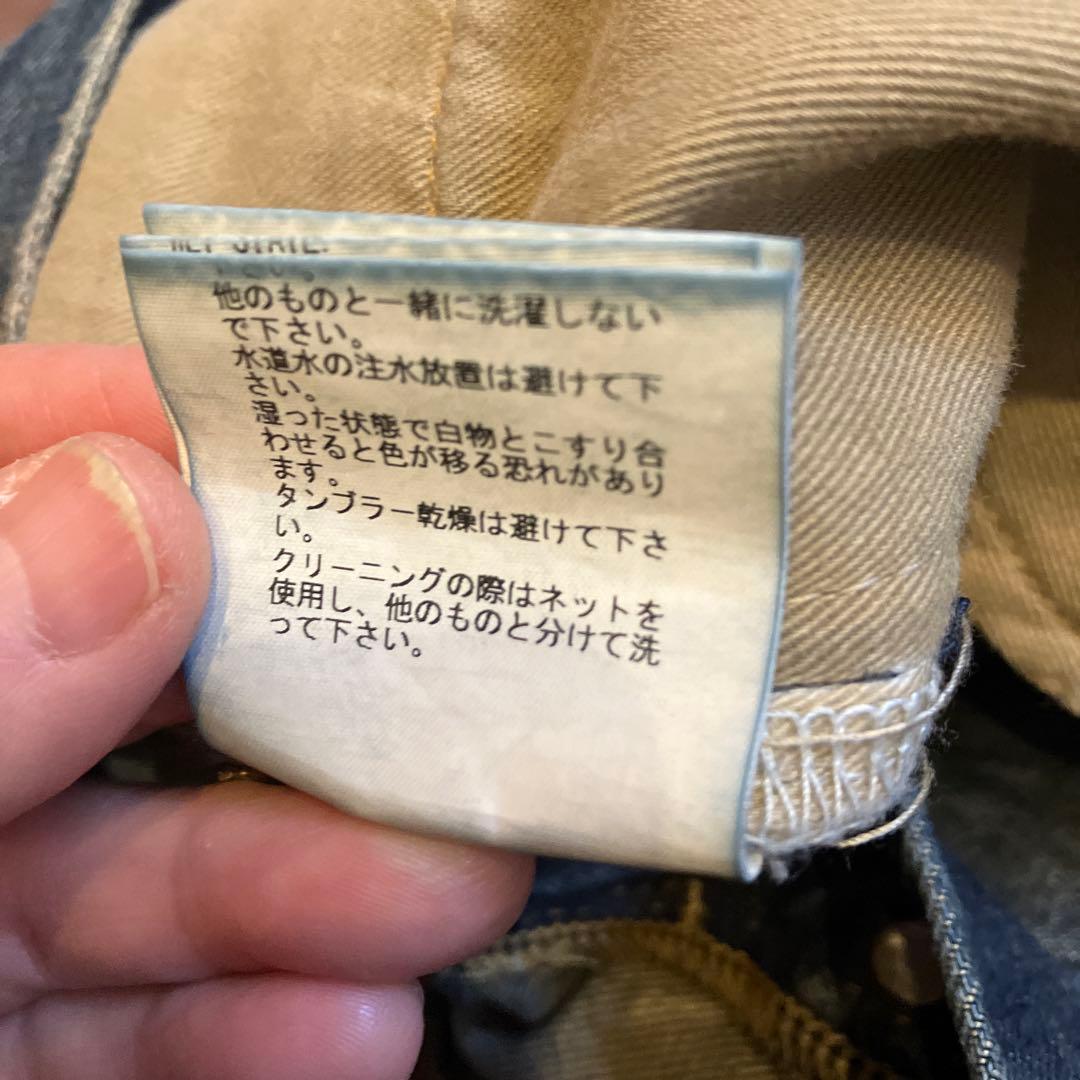 WET STATE.
下さい。
他のものと一緒に洗濯しない
で下さい。
水道水の注水放置は避けて下
さい。
湿った状態で白物とこすり合
わせると色が移る恐れがあり
ます。
タンブラー乾燥は避けて下さ
い。
クリーニングの際はネットを
使用し、他のものと分けて洗
って下さい。